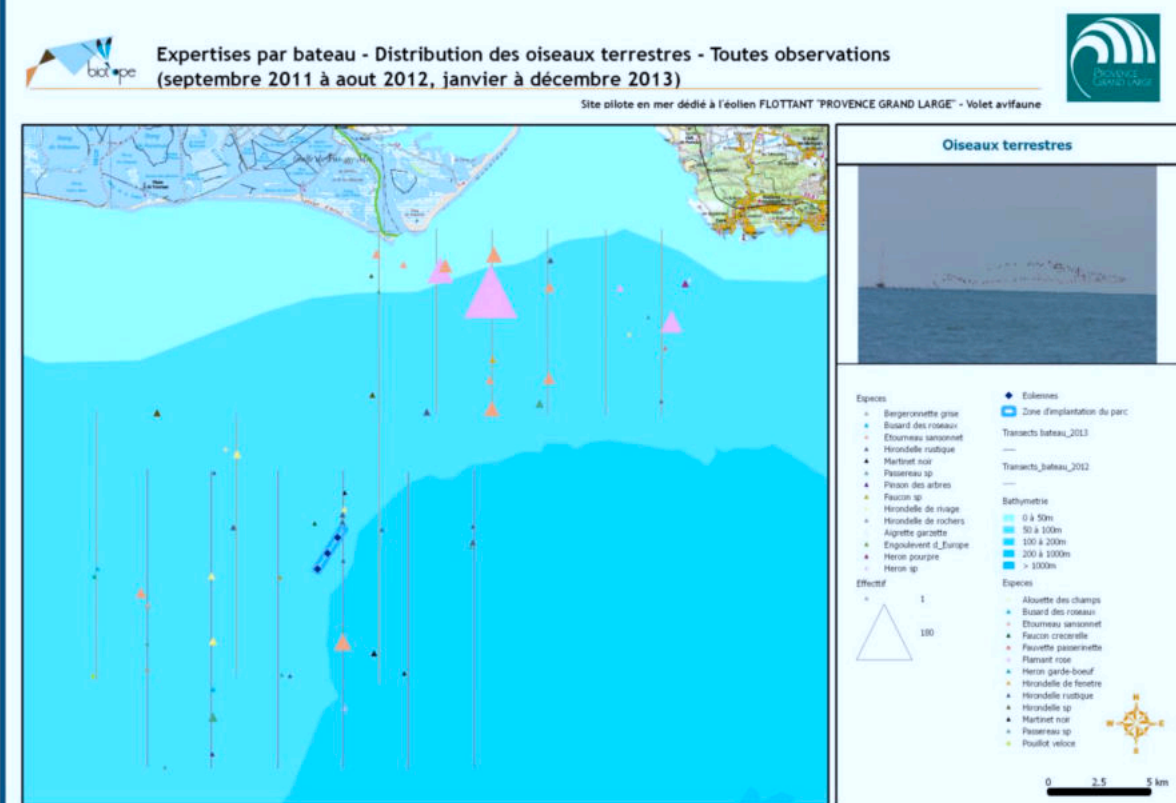 biotope
Expertises par bateau - Distribution des oiseaux terrestres - Toutes observations
(septembre 2011 à aout 2012, janvier à décembre 2013)
PROVENCE
GRAND LARGE
Site pilote en mer dédié à l'éolien FLOTTANT "PROVENCE GRAND LARGE" - Volet avifaune
Oiseaux terrestres
Especes
Bergeronnette grise
Busard des roseaux
Etourneau sansonnet
Hirondelle rustique
Martinet noir
Passereau sp
Pinson des arbres
Faucon sp
Hirondelle de rivage
Hirondelle de rochers
Aigrette garzette
Engoulevent d_Europe
Heron pourpre
Heron sp
Effectif
1
180
Eoliennes
Zone d'implantation du parc
Transects bateau_2013
Transects_bateau_2012
Bathymetrie
0 à 50m
50 à 100m
100 à 200m
200 à 1000m
> 1000m
Especes
Alouette des champs
Busard des roseaux
Etourneau sansonnet
Faucon crecerelle
Fauvette passerinette
Flamant rose
Heron garde-boeuf
Hirondelle de fenetre
Hirondelle rustique
Hirondelle sp
Martinet noir
Passereau sp
Pouillot veloce
N
W
E
S
0 2.5 5 km